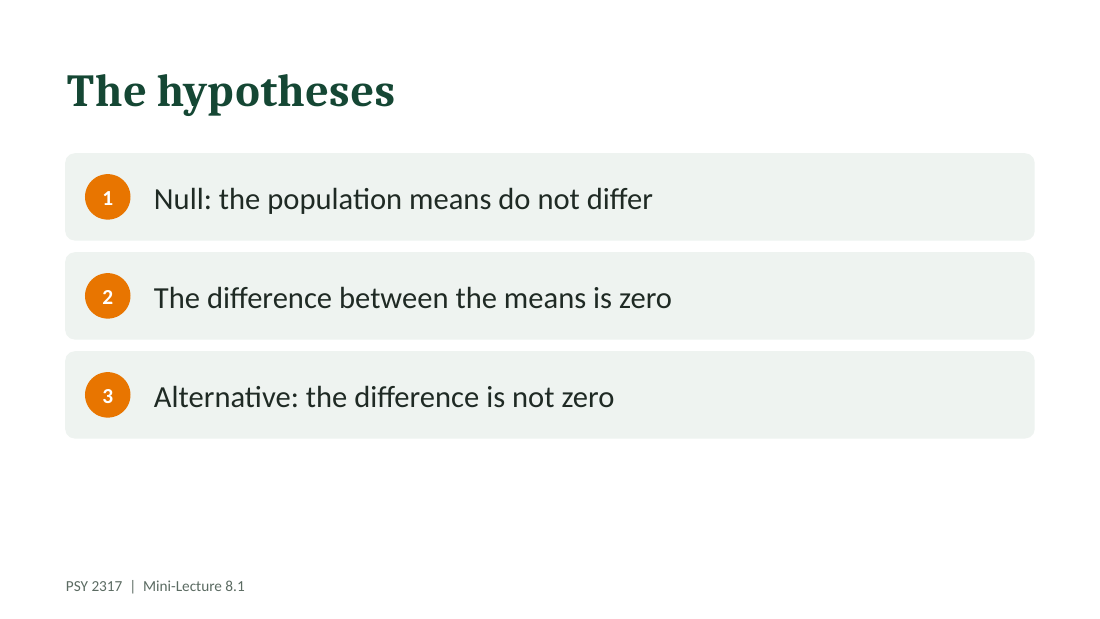 The hypotheses
1 Null: the population means do not differ
2 The difference between the means is zero
3 Alternative: the difference is not zero
PSY 2317 | Mini-Lecture 8.1